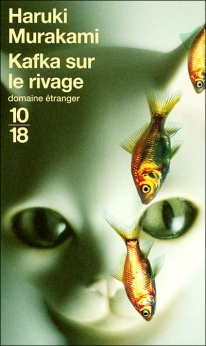 Haruki
Murakami
Kafka sur
le rivage
domaine étranger
10
18